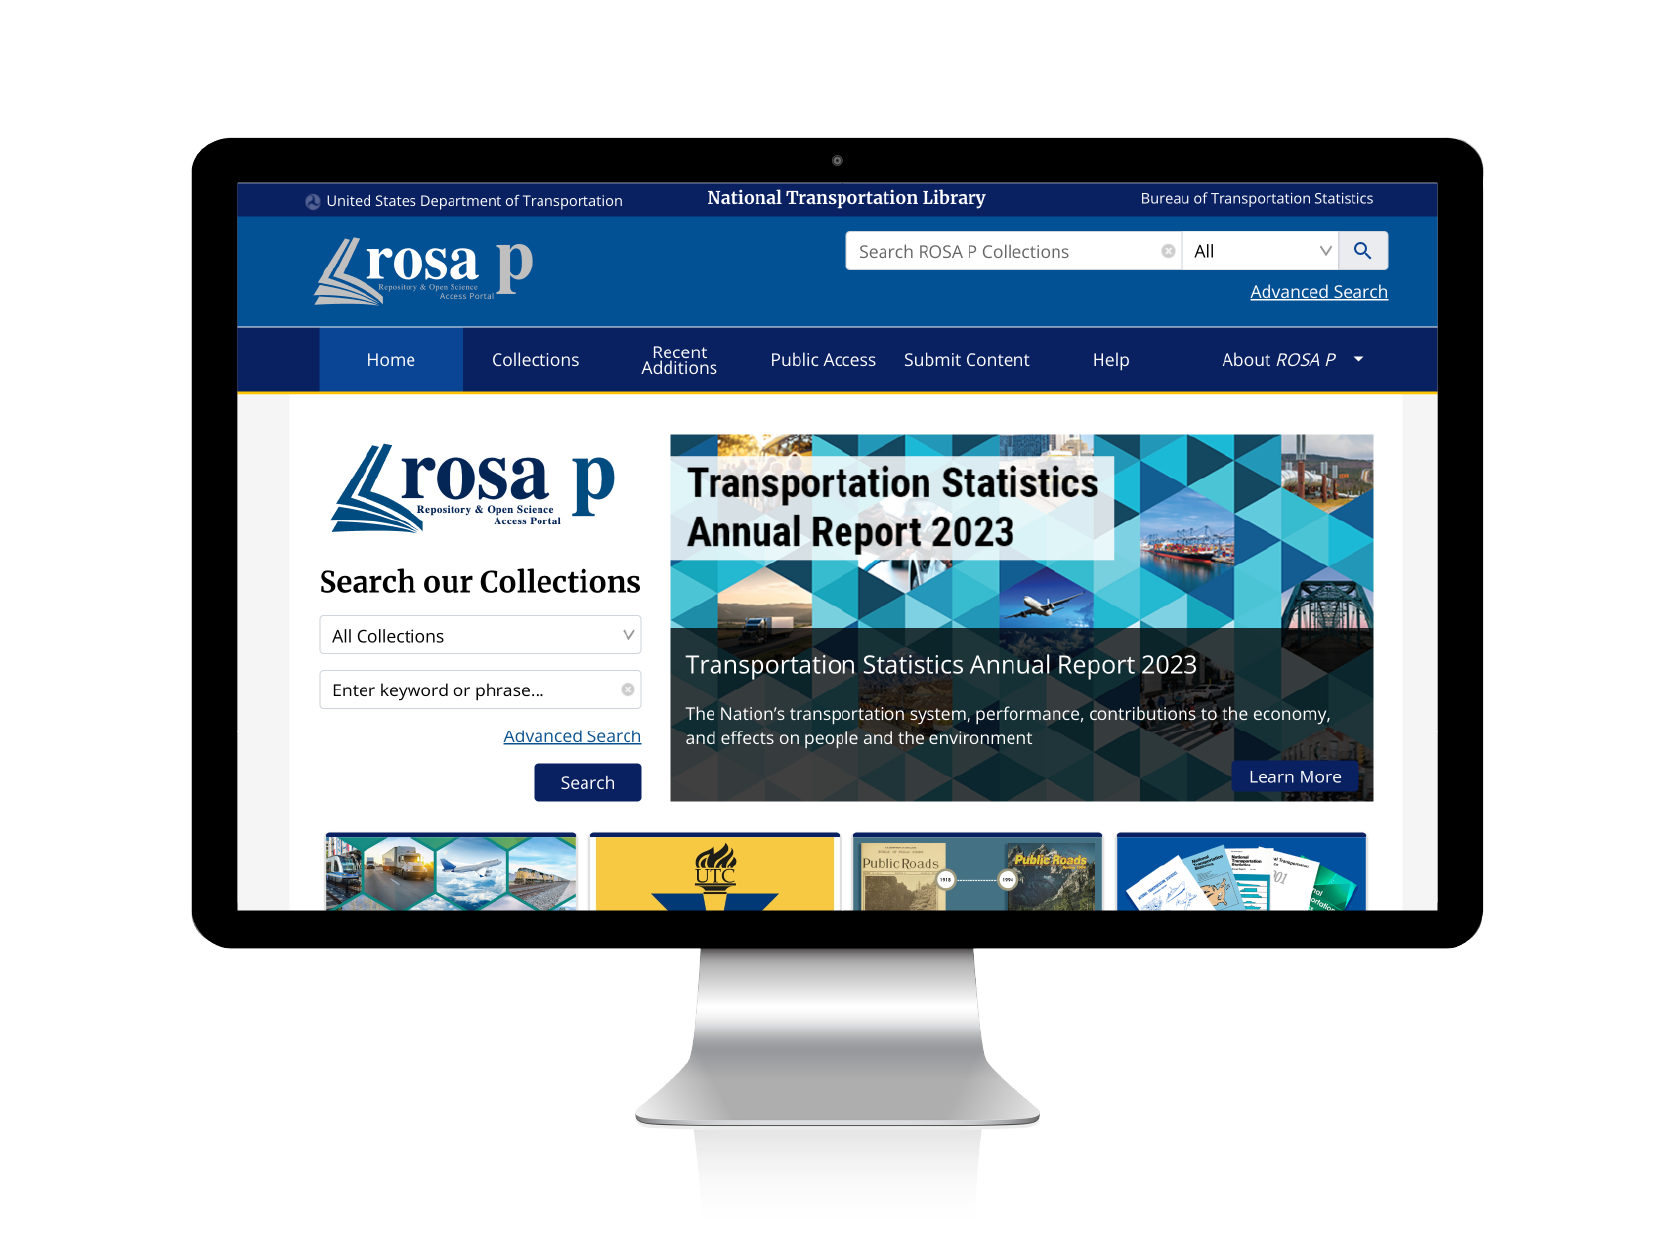 United States Department of Transportation
National Transportation Library
Bureau of Transportation Statistics
rosa p
Repository & Open Science
Access Portal
Search ROSA P Collections
All
Advanced Search
Home
Collections
Recent
Additions
Public Access
Submit Content
Help
About ROSA P
rosa p
Repository & Open Science
Access Portal
Search our Collections
All Collections
Enter keyword or phrase...
Advanced Search
Search
Transportation Statistics
Annual Report 2023
Transportation Statistics Annual Report 2023
The Nation's transportation system, performance, contributions to the economy,
and effects on people and the environment
Learn More
UTC
Public Roads
1918
1994
Public Roads